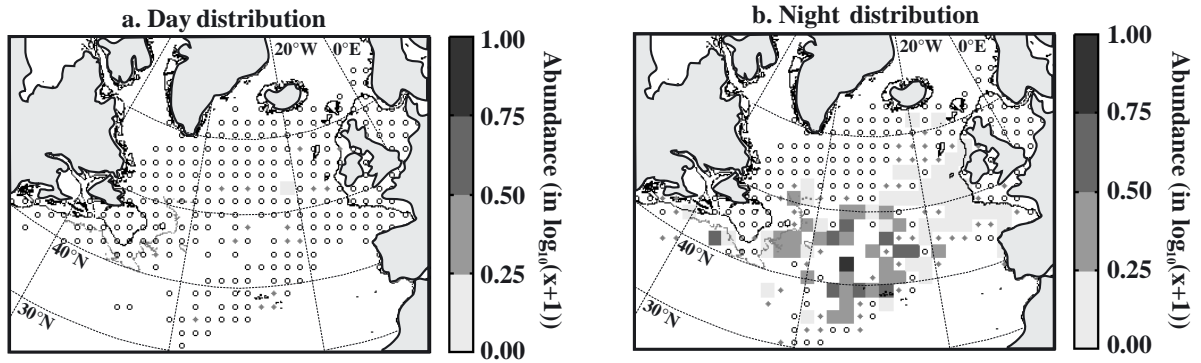 a. Day distribution
20°W
0°E
40°N
30°N
1.00
0.75
0.50
0.25
0.00
Abundance (in log10(x+1))
b. Night distribution
20°W
0°E
40°N
30°N
1.00
0.75
0.50
0.25
0.00
Abundance (in log10(x+1))